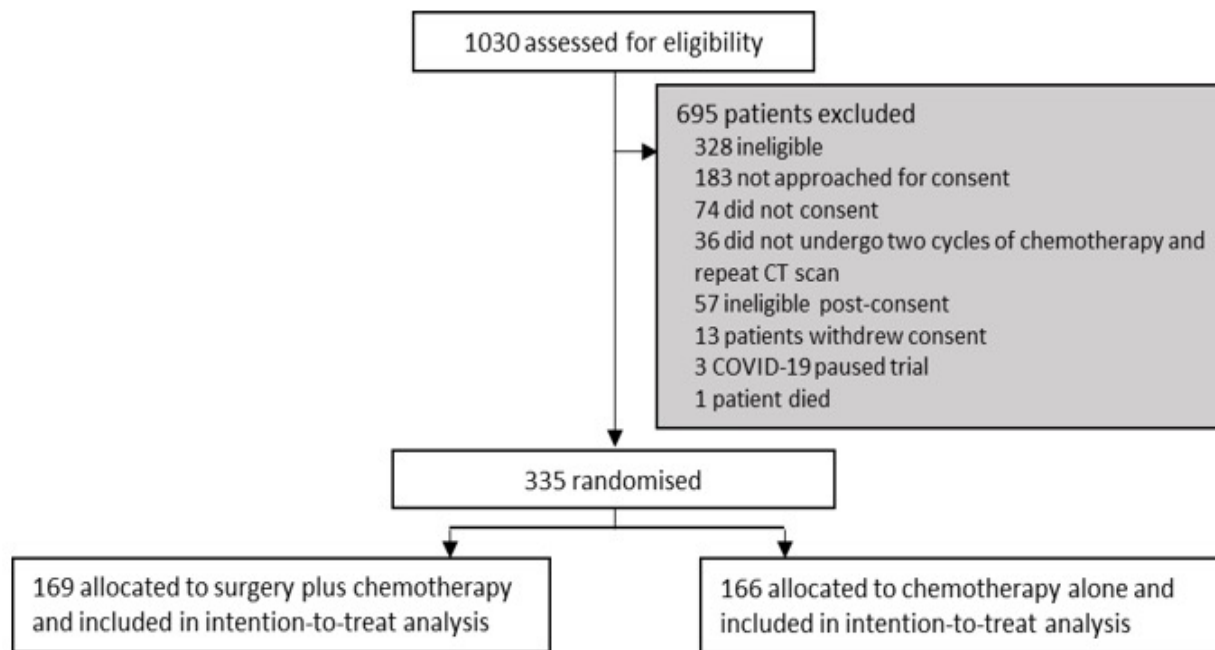 1030 assessed for eligibility
695 patients excluded
328 ineligible
183 not approached for consent
74 did not consent
36 did not undergo two cycles of chemotherapy and
repeat CT scan
57 ineligible post-consent
13 patients withdrew consent
3 COVID-19 paused trial
1 patient died
335 randomised
169 allocated to surgery plus chemotherapy
and included in intention-to-treat analysis
166 allocated to chemotherapy alone and
included in intention-to-treat analysis